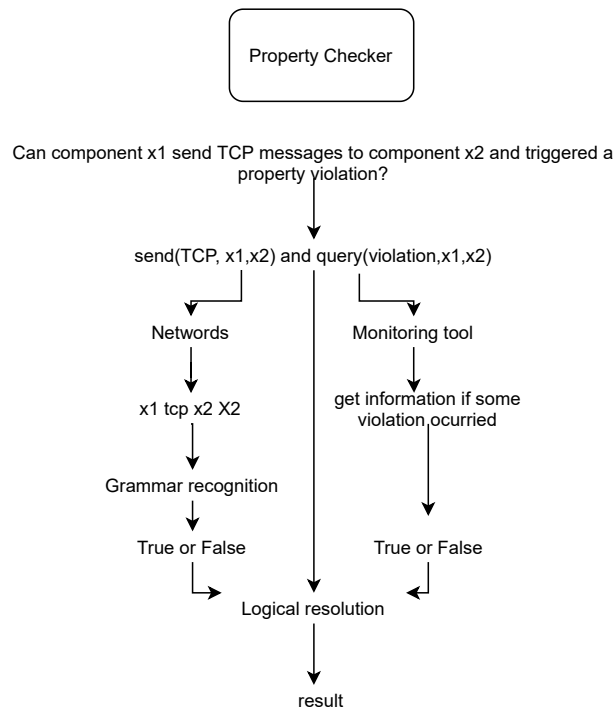 Property Checker
Can component x1 send TCP messages to component x2 and triggered a
property violation?
send(TCP, x1,x2) and query(violation,x1,x2)
Networds
Monitoring tool
x1 tcp x2 X2
get information if some
violation ocurried
Grammar recognition
True or False
True or False
Logical resolution
result